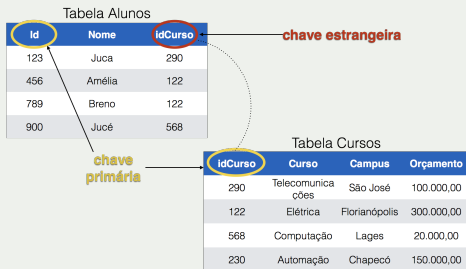 Tabela Alunos
Id Nome idCurso
chave estrangeira
123 Juca 290
456 Amélia 122
789 Breno 122
900 Jucé 568
Tabela Cursos
chave
primária
idCurso Curso Campus Orçamento
290 Telecomunica
ções São José 100.000,00
122 Elétrica Florianópolis 300.000,00
568 Computação Lages 20.000,00
230 Automação Chapecó 150.000,00